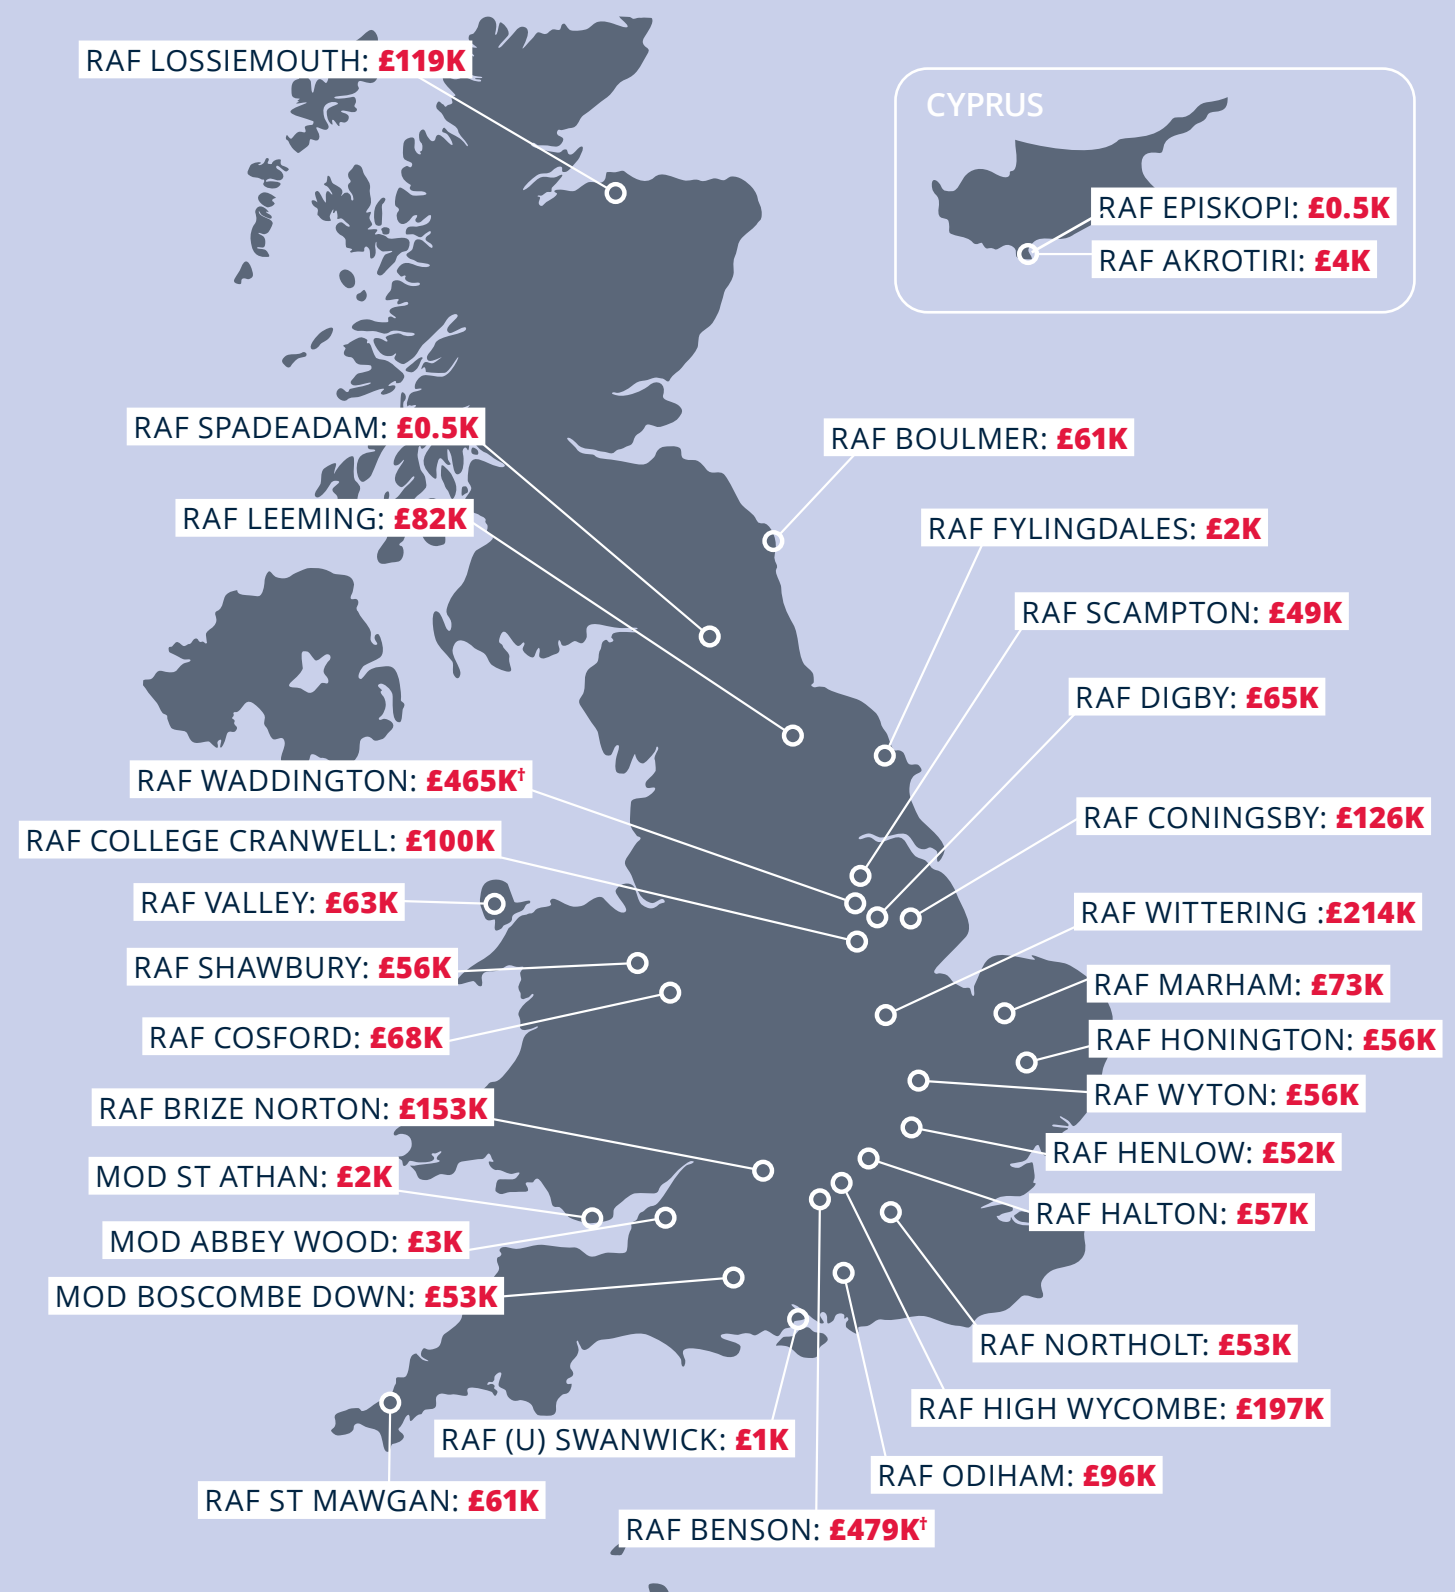 RAF LOSSIEMOUTH: £119K
CYPRUS
RAF EPISKOPI: £0.5K
RAF AKROTIRI: £4K
RAF SPADEADAM: £0.5K
RAF BOULMER: £61K
RAF LEEMING: £82K
RAF FYLINGDALES: £2K
RAF SCAMPTON: £49K
RAF DIGBY: £65K
RAF WADDINGTON: £465K†
RAF CONINGSBY: £126K
RAF COLLEGE CRANWELL: £100K
RAF VALLEY: £63K
RAF WITTERING :£214K
RAF SHAWBURY: £56K
RAF MARHAM: £73K
RAF COSFORD: £68K
RAF HONINGTON: £56K
RAF WYTON: £56K
RAF BRIZE NORTON: £153K
RAF HENLOW: £52K
MOD ST ATHAN: £2K
RAF HALTON: £57K
MOD ABBEY WOOD: £3K
MOD BOSCOMBE DOWN: £53K
RAF NORTHOLT: £53K
RAF HIGH WYCOMBE: £197K
RAF (U) SWANWICK: £1K
RAF ODIHAM: £96K
RAF ST MAWGAN: £61K
RAF BENSON: £479K†